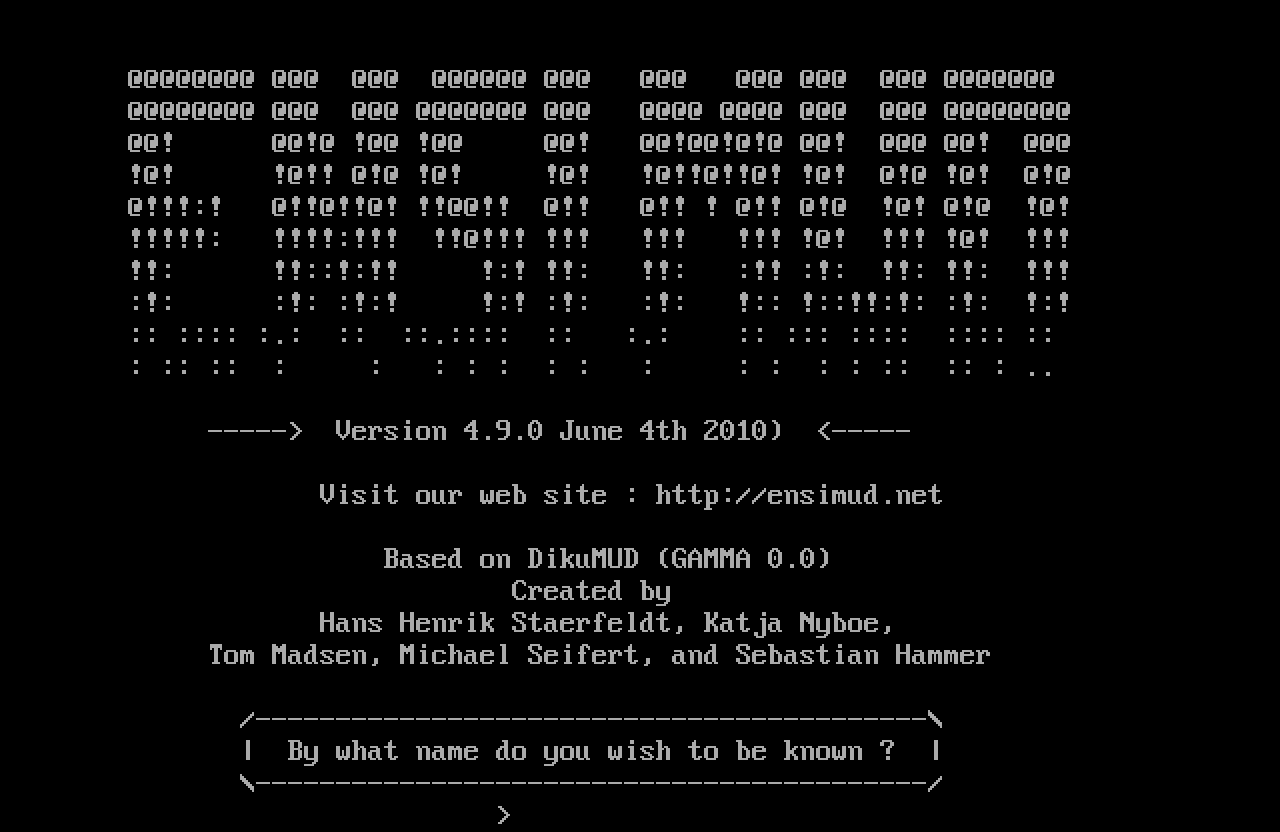 ENSIMUD
-----> Version 4.9.0 June 4th 2010) <-----
Visit our web site : http://ensimud.net
Based on DikuMUD (GAMMA 0.0)
Created by
Hans Henrik Staerfeldt, Katja Nyboe,
Tom Madsen, Michael Seifert, and Sebastian Hammer
/------------------------------------------\
| By what name do you wish to be known ? |
\------------------------------------------/
>